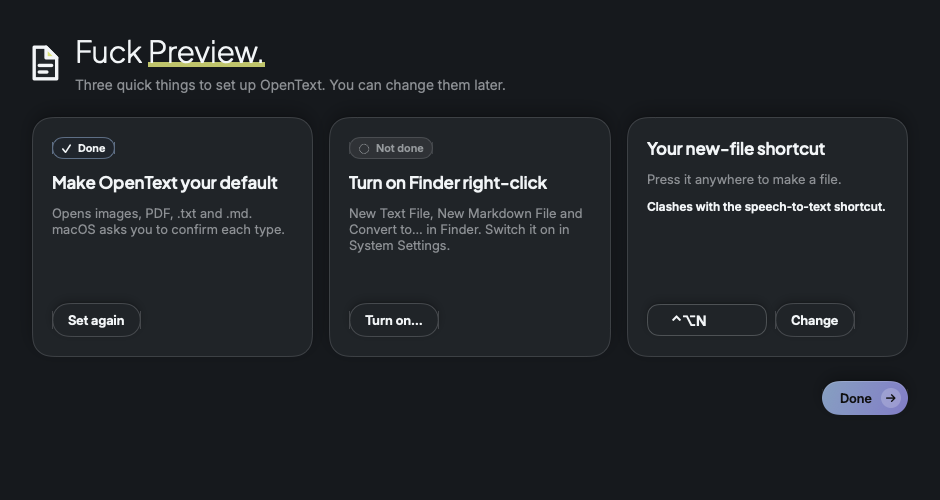 Fuck Preview.
Three quick things to set up OpenText. You can change them later.
Done
Make OpenText your default
Opens images, PDF, .txt and .md.
macOS asks you to confirm each type.
Set again
Not done
Turn on Finder right-click
New Text File, New Markdown File and
Convert to... in Finder. Switch it on in
System Settings.
Turn on...
Your new-file shortcut
Press it anywhere to make a file.
Clashes with the speech-to-text shortcut.
⌃⌥N
Change
Done